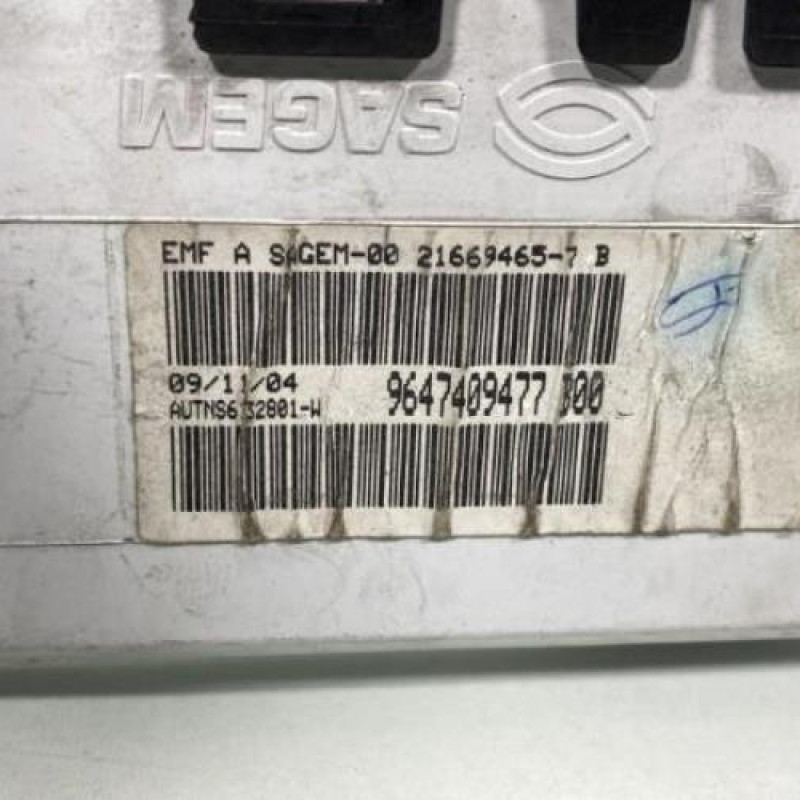 SAGEM
EMF A SAGEM-00 21669465-7 B
09/11/04
9647409477 B00
AUTNS632801-W